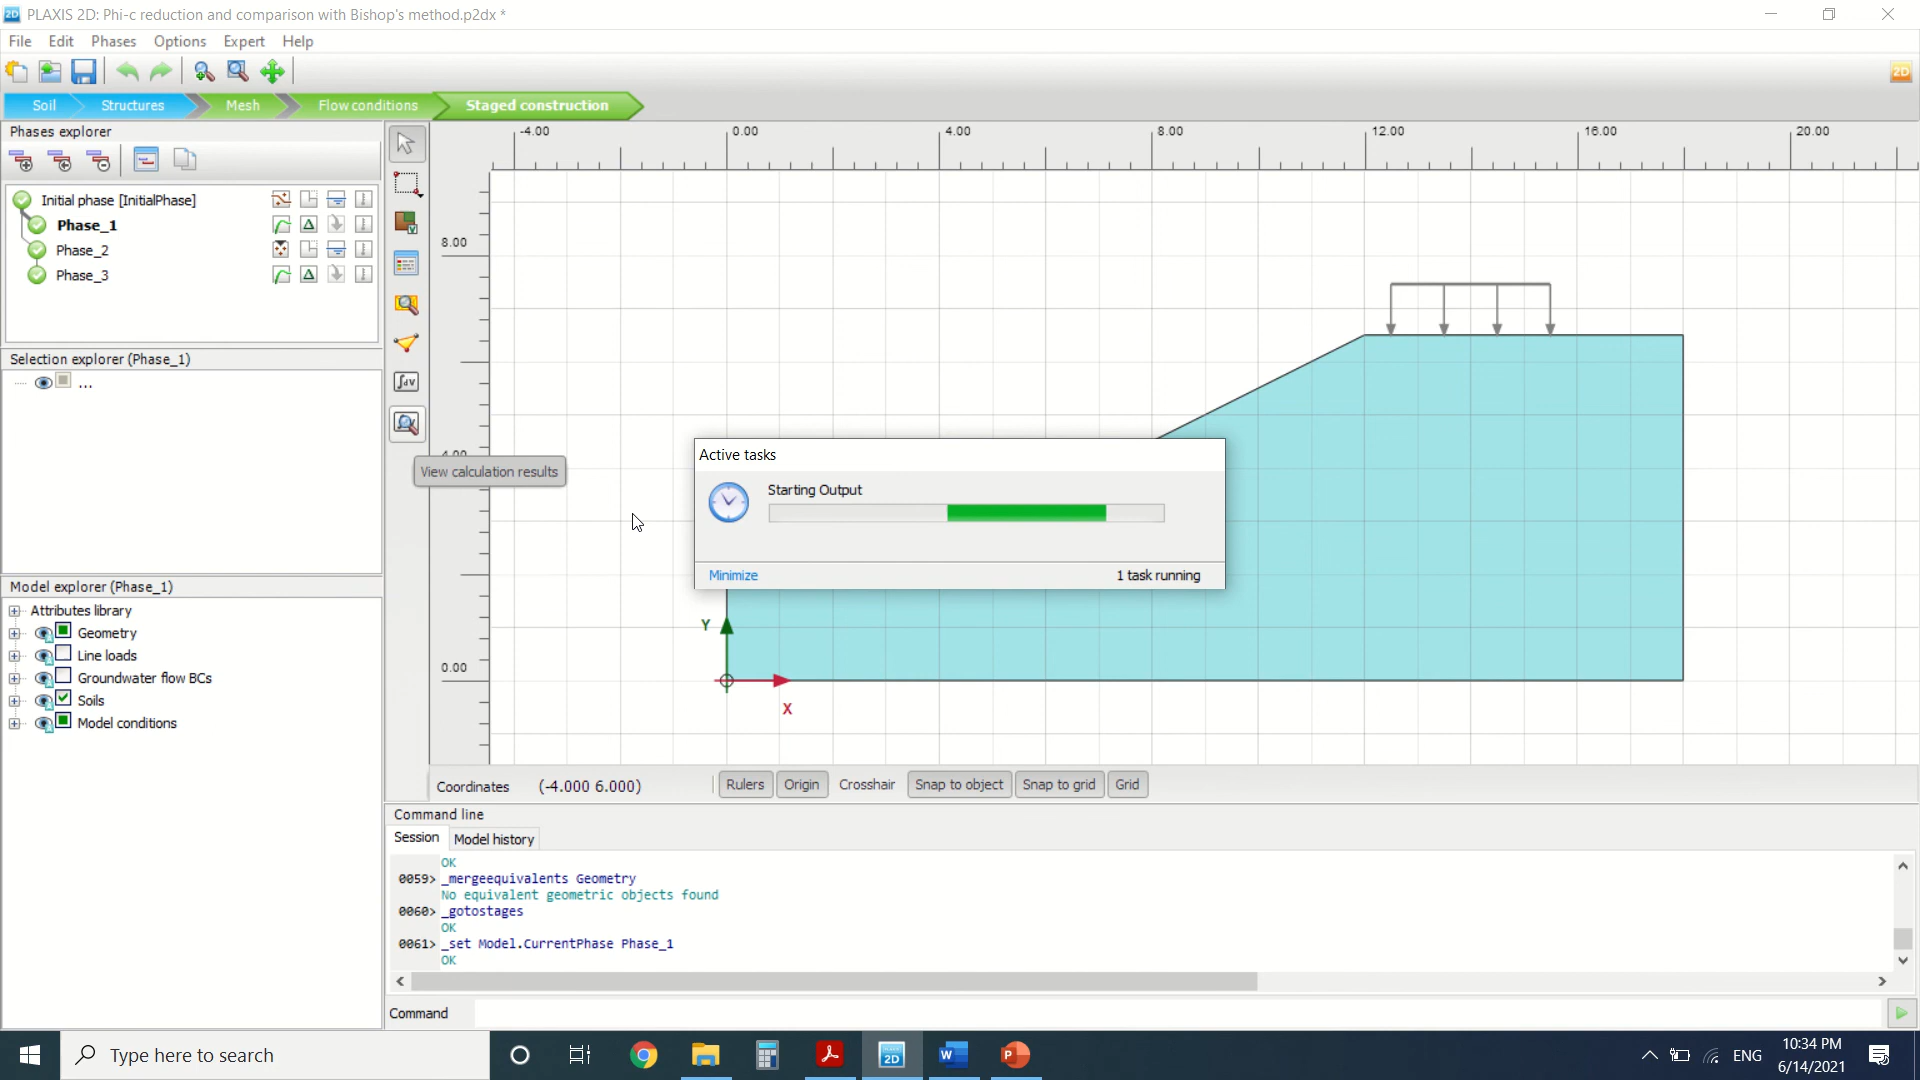 PLAXIS 2D: Phi-c reduction and comparison with Bishop's method.p2dx *
File Edit Phases Options Expert Help
2D
Soil Structures Mesh Flow conditions Staged construction
Phases explorer
Initial phase [InitialPhase]
Phase_1
Phase_2
Phase_3
Selection explorer (Phase_1)
...
Model explorer (Phase_1)
Attributes library
Geometry
Line loads
Groundwater flow BCs
Soils
Model conditions
-4.00 0.00 4.00 8.00 12.00 16.00 20.00
8.00
4.00
0.00
View calculation results
Active tasks
Starting Output
Minimize 1 task running
Y
X
Coordinates (-4.000 6.000) Rulers Origin Crosshair Snap to object Snap to grid Grid
Command line
Session Model history
OK
0059> _mergeequivalents Geometry
No equivalent geometric objects found
0060> _gotostages
OK
0061> _set Model.CurrentPhase Phase_1
OK
Command
Type here to search
ENG
10:34 PM
6/14/2021